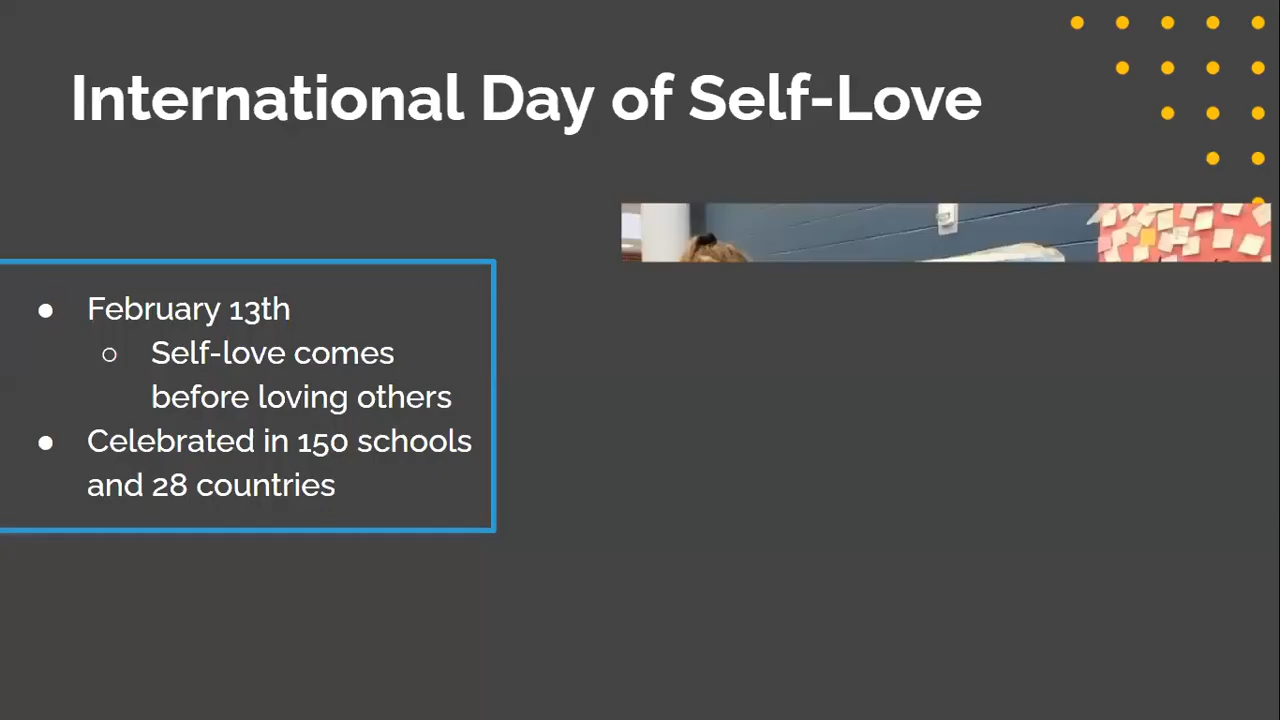 International Day of Self-Love
● February 13th
○ Self-love comes
before loving others
● Celebrated in 150 schools
and 28 countries